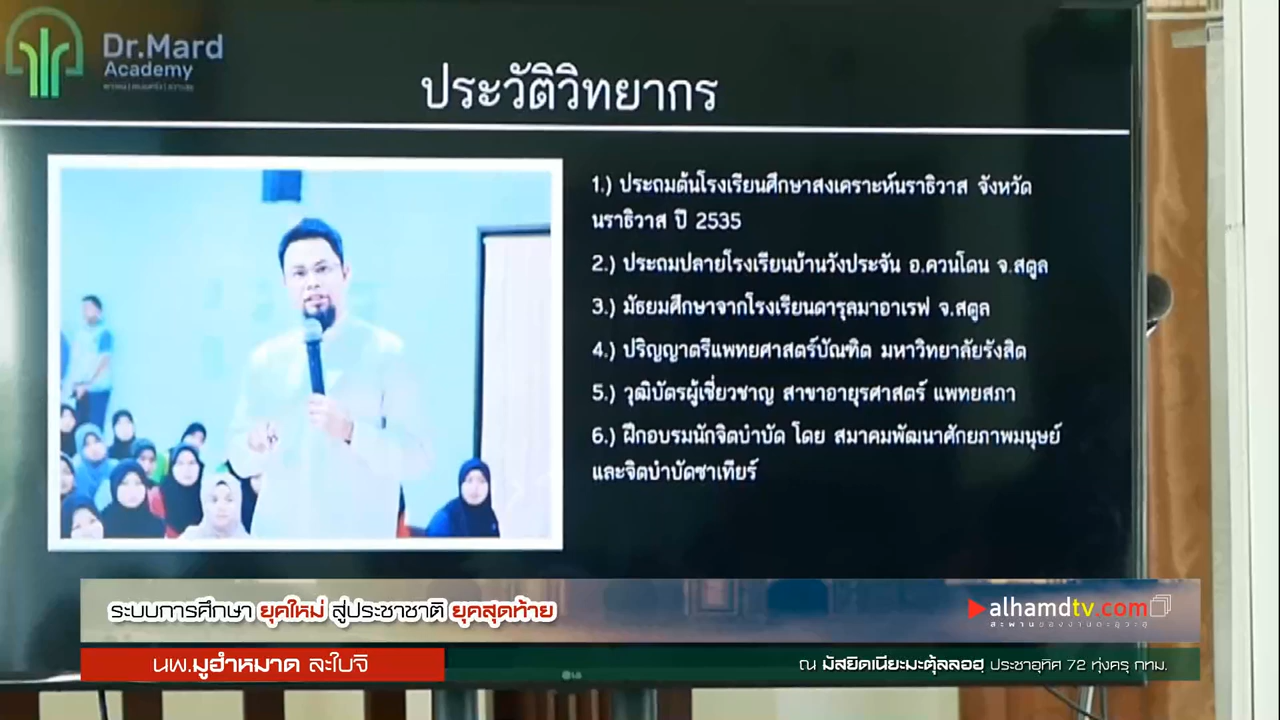 Dr.Mard
Academy
ประวัติวิทยากร
1.) ประถมต้นโรงเรียนศึกษาสงเคราะห์นราธิวาส จังหวัด
นราธิวาส ปี 2535
2.) ประถมปลายโรงเรียนบ้านวังประจัน อ.ควนโดน จ.สตูล
3.) มัธยมศึกษาจากโรงเรียนดารุลมาอาเรฟ จ.สตูล
4.) ปริญญาตรีแพทยศาสตร์บัณฑิต มหาวิทยาลัยรังสิต
5.) วุฒิบัตรผู้เชี่ยวชาญ สาขาอายุรศาสตร์ แพทยสภา
6.) ฝึกอบรมนักจิตบำบัด โดย สมาคมพัฒนาศักยภาพมนุษย์
และจิตบำบัดซาเทียร์
ระบบการศึกษา ยุคใหม่ สู่ประชาชาติ ยุคสุดท้าย
alhamdtv.com
สะพานของงานดะอฺวะฮฺ
นพ.มูฮำหมาด ละใบจิ
ณ มัสยิดเนียะมะตุ้ลลอฮฺ ประชาอุทิศ 72 ทุ่งครุ กทม.